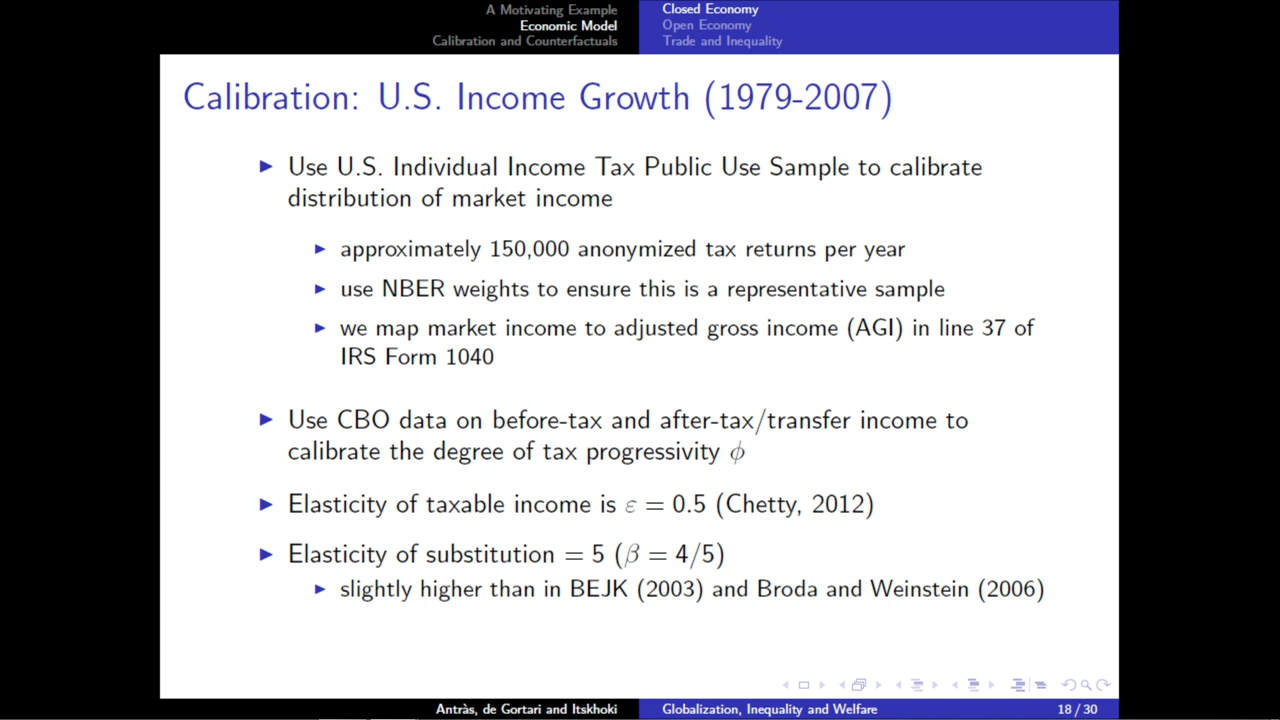 A Motivating Example
Economic Model
Calibration and Counterfactuals
Closed Economy
Open Economy
Trade and Inequality
Calibration: U.S. Income Growth (1979-2007)
Use U.S. Individual Income Tax Public Use Sample to calibrate
distribution of market income
approximately 150,000 anonymized tax returns per year
use NBER weights to ensure this is a representative sample
we map market income to adjusted gross income (AGI) in line 37 of
IRS Form 1040
Use CBO data on before-tax and after-tax/transfer income to
calibrate the degree of tax progressivity ϕ
Elasticity of taxable income is ε = 0.5 (Chetty, 2012)
Elasticity of substitution = 5 (β = 4/5)
slightly higher than in BEJK (2003) and Broda and Weinstein (2006)
Antràs, de Gortari and Itskhoki
Globalization, Inequality and Welfare
18 / 30